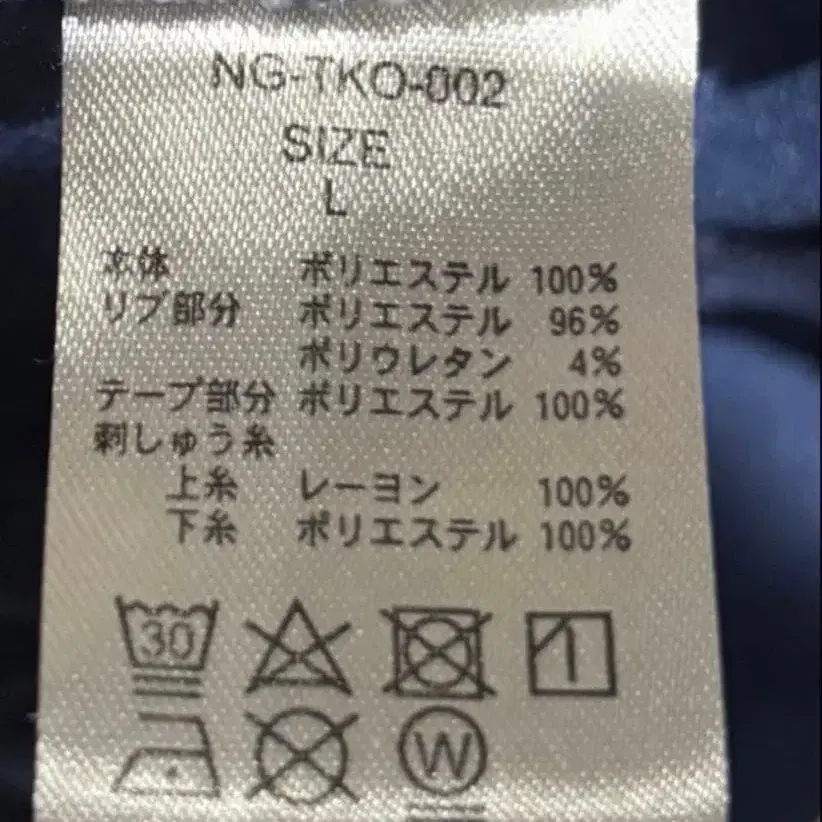 NG-TKO-002
SIZE
L
本体 ポリエステル 100%
リブ部分 ポリエステル 96%
ポリウレタン 4%
テープ部分 ポリエステル 100%
刺しゅう糸
上糸 レーヨン 100%
下糸 ポリエステル 100%
30
W